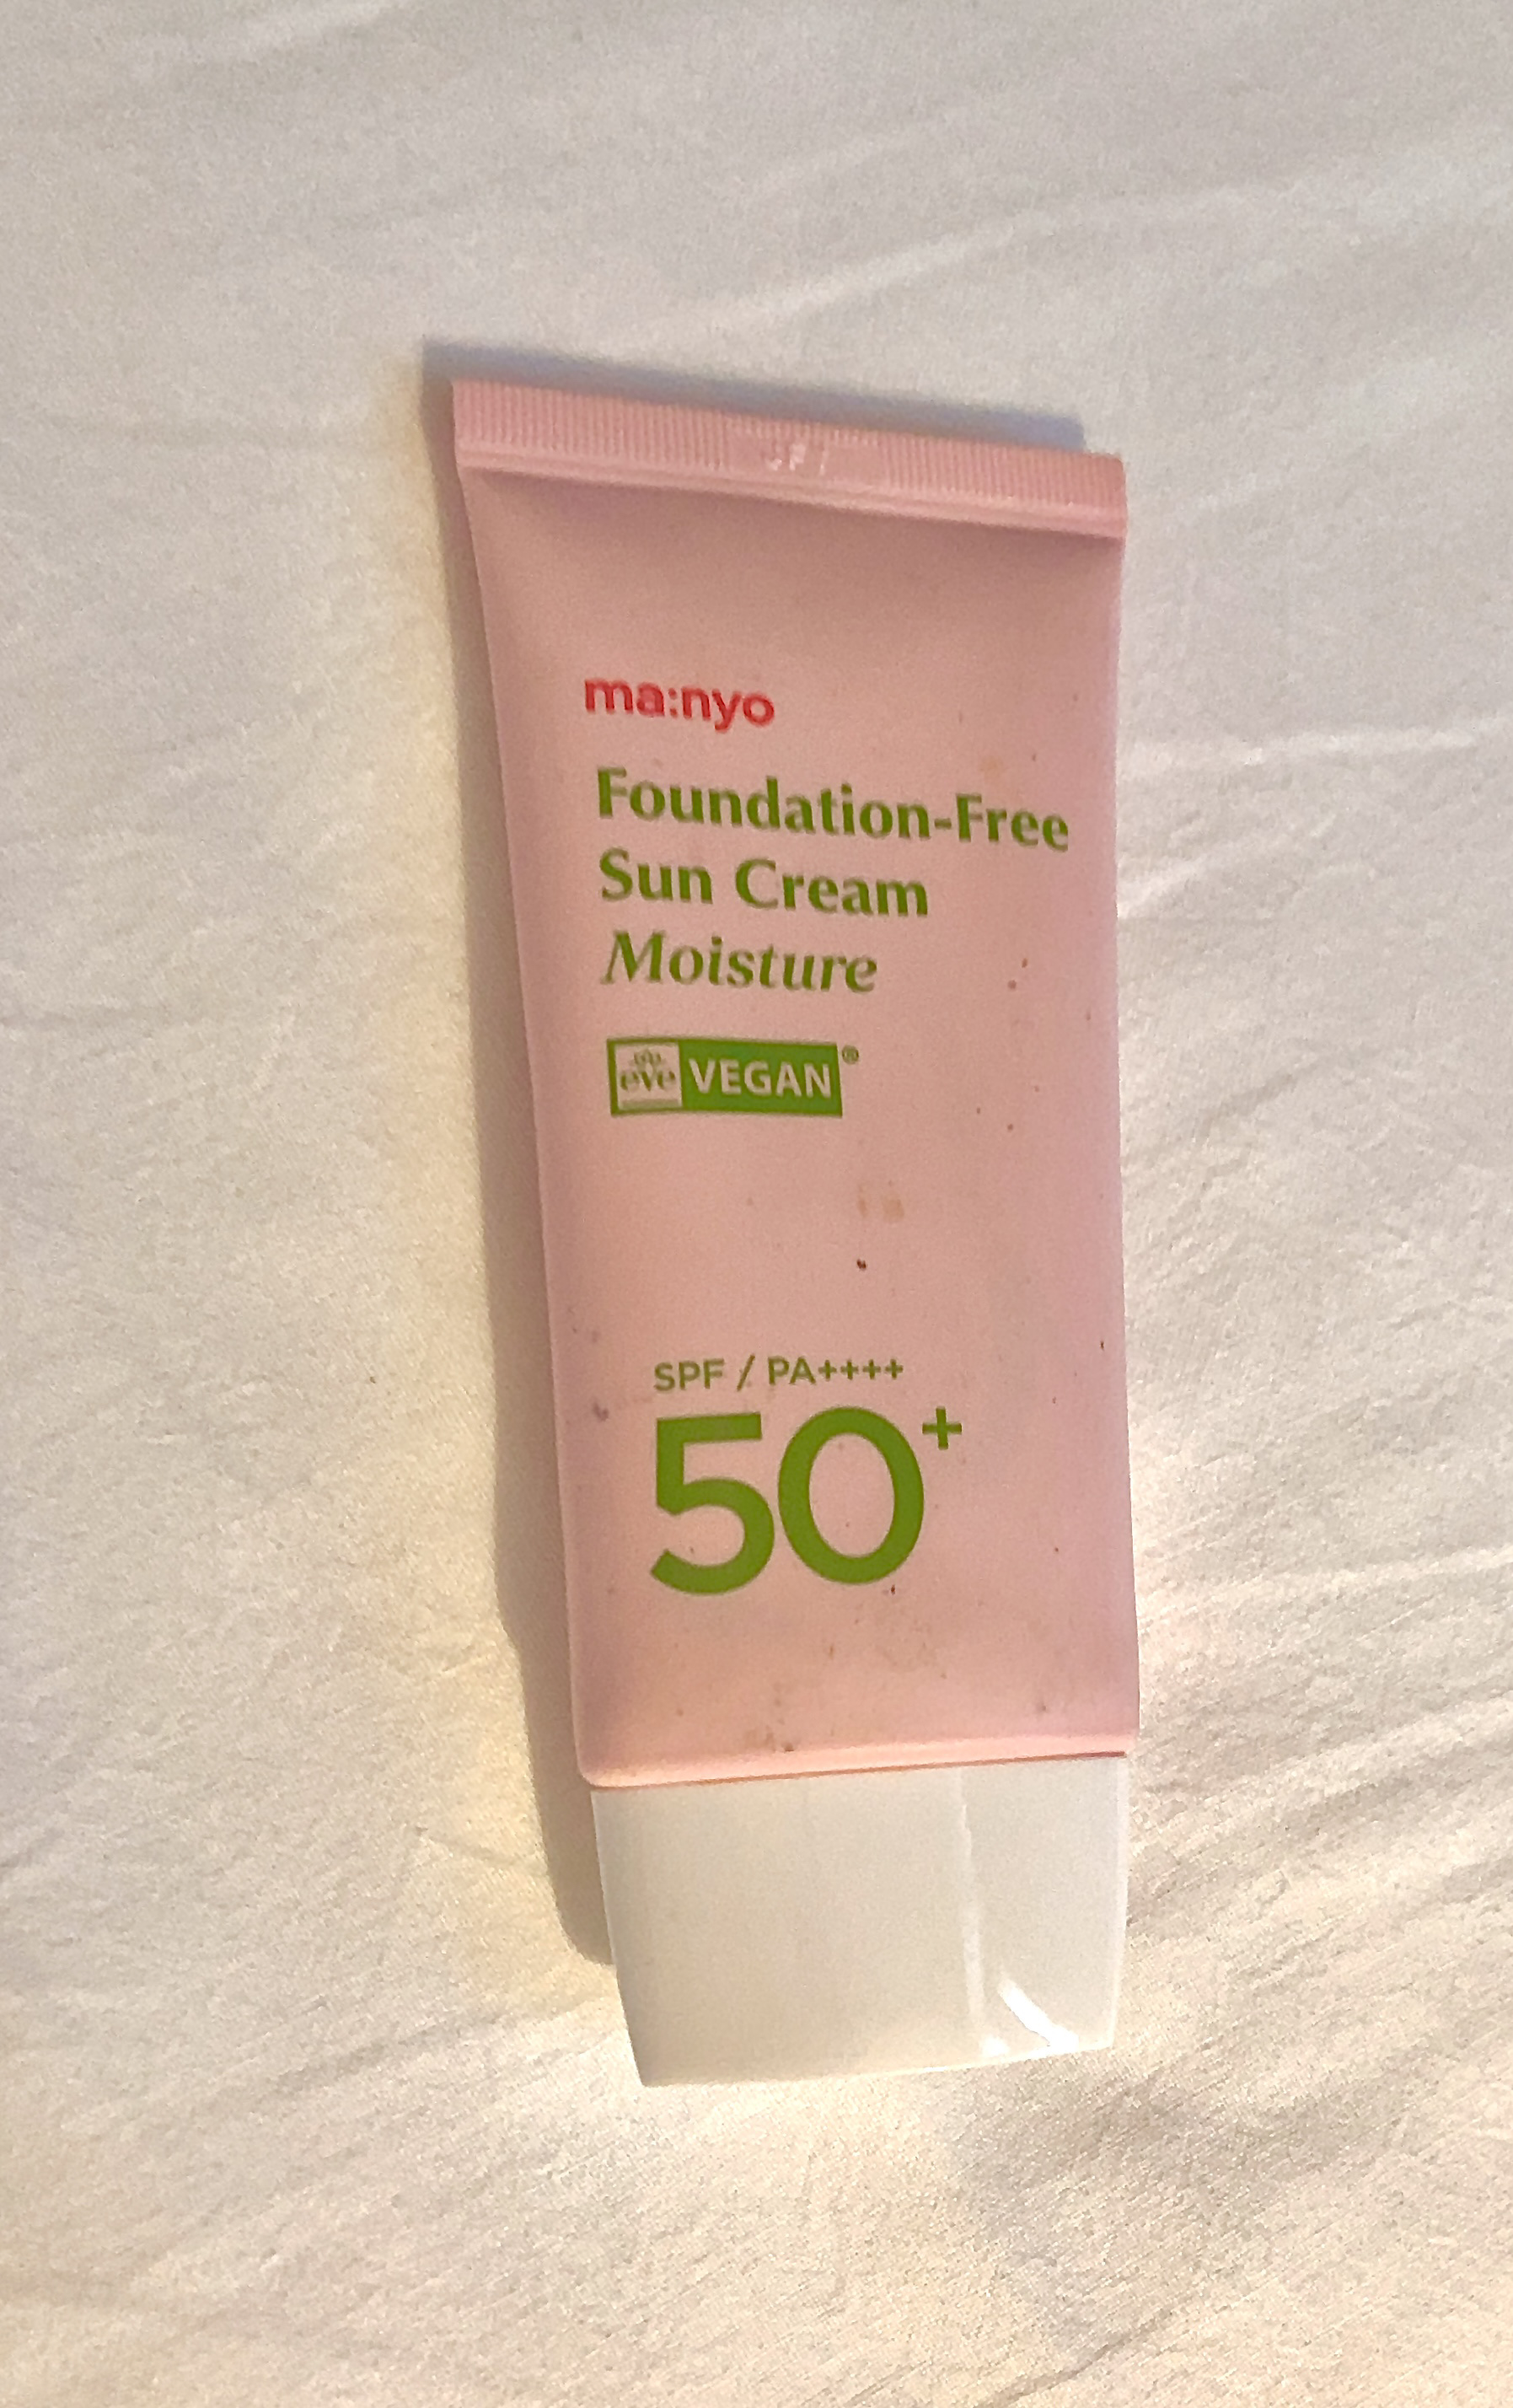 ma:nyo
Foundation-Free
Sun Cream
Moisture
eve VEGAN®
SPF / PA++++
50+